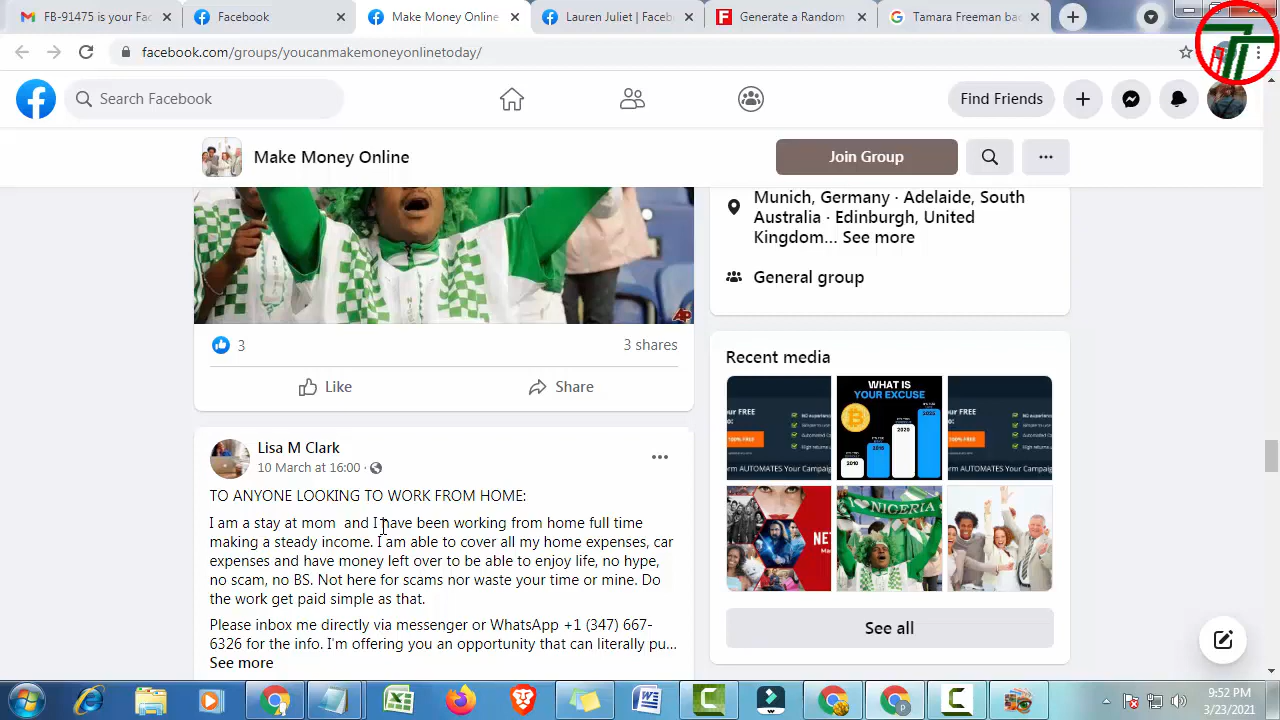 FB-91475 is your Fac
Facebook
Make Money Online
Lauren Juliet | Faceb
Generate a Random
facebook.com/groups/youcanmakemoneyonlinetoday/
Search Facebook
Find Friends
Make Money Online
Join Group
Munich, Germany · Adelaide, South
Australia · Edinburgh, United
Kingdom... See more
General group
3
3 shares
Like
Share
Recent media
WHAT IS
YOUR EXCUSE
I ♥ NICERIA
See all
March at 16:00 ·
TO ANYONE LOOKING TO WORK FROM HOME:
I am a stay at mom and I have been working from home full time
making a steady income. I am able to cover all my home expenses, car
expenses and have money left over to be able to enjoy life, no hype,
no scam, no BS. Not here for scams nor waste your time or mine. Do
the work get paid simple as that.
Please inbox me directly via messenger or WhatsApp +1 (347) 667-
6326 for the info. I'm offering you an opportunity that can literally pu...
See more
9:52 PM
3/23/2021